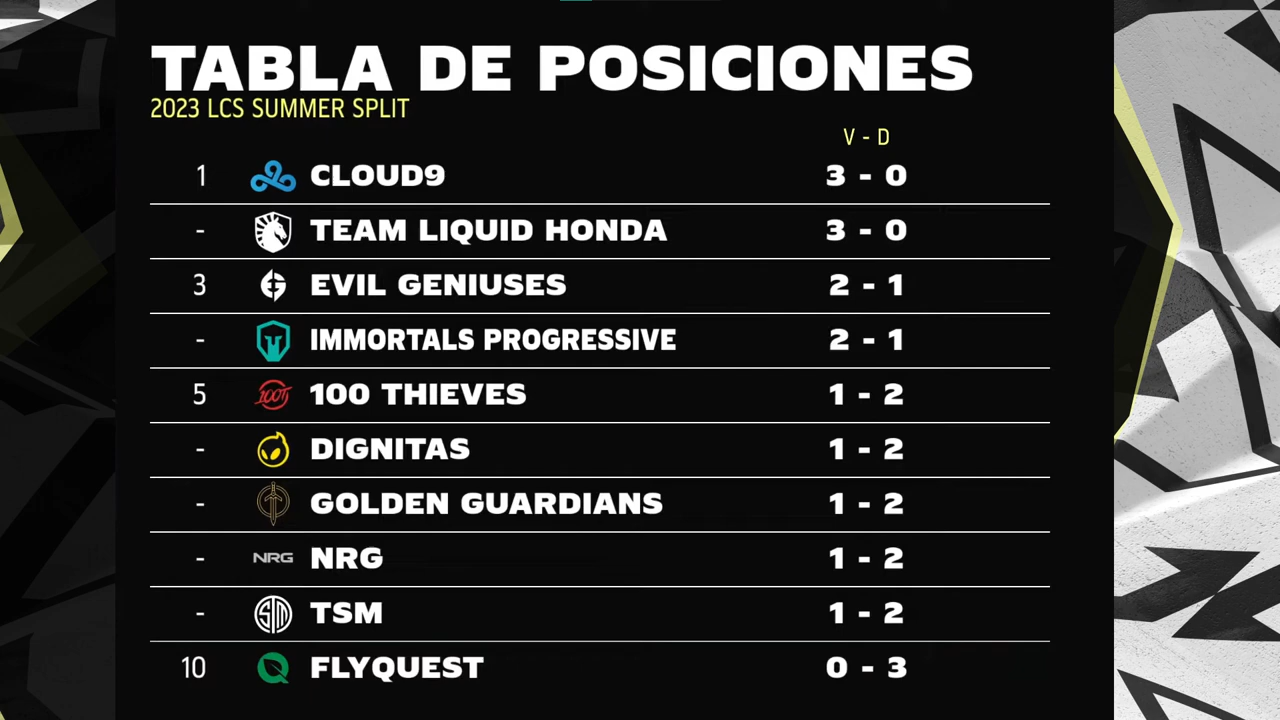 TABLA DE POSICIONES
2023 LCS SUMMER SPLIT
V - D
1 CLOUD9 3 - 0
- TEAM LIQUID HONDA 3 - 0
3 EVIL GENIUSES 2 - 1
- IMMORTALS PROGRESSIVE 2 - 1
5 100T 100 THIEVES 1 - 2
- DIGNITAS 1 - 2
- GOLDEN GUARDIANS 1 - 2
- NRG NRG 1 - 2
- TSM TSM 1 - 2
10 FLYQUEST 0 - 3